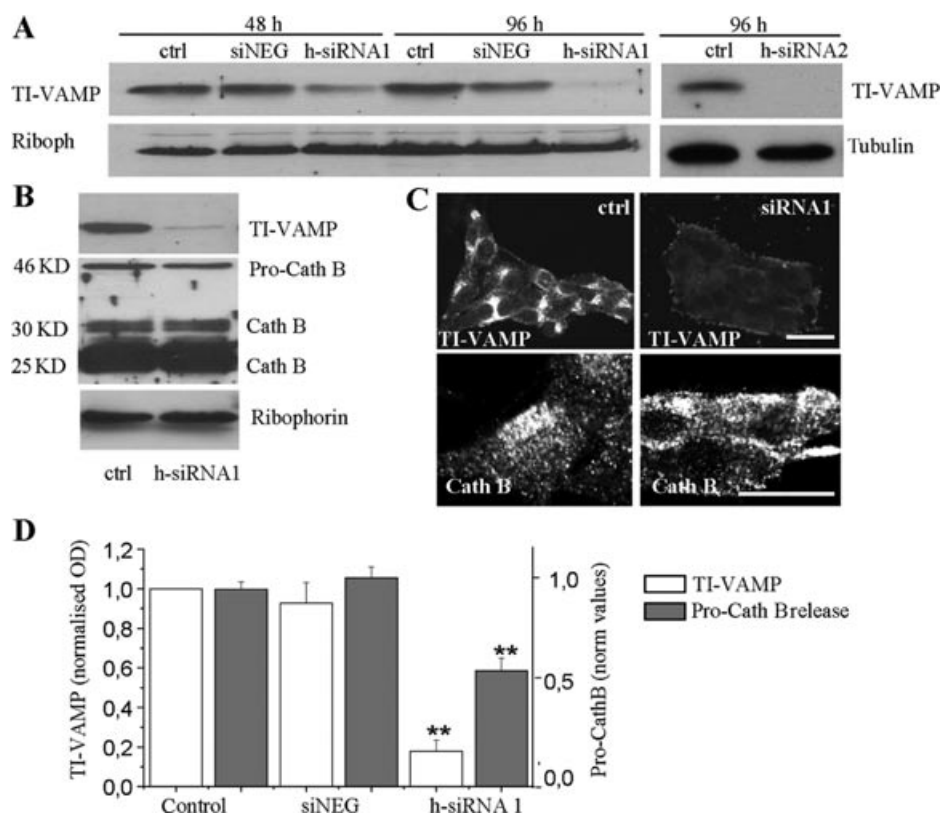 A
48 h
96 h
96 h
ctrl siNEG h-siRNA1 ctrl siNEG h-siRNA1 ctrl h-siRNA2
TI-VAMP
TI-VAMP
Riboph
Tubulin
B
TI-VAMP
46 KD
Pro-Cath B
30 KD
Cath B
25 KD
Cath B
Ribophorin
ctrl h-siRNA1
C
ctrl
siRNA1
TI-VAMP
TI-VAMP
Cath B
Cath B
D
TI-VAMP (normalised OD)
1,2
1,0
0,8
0,6
0,4
0,2
0,0
**
**
Control siNEG h-siRNA 1
1,0
0,5
0,0
Pro-CathB (norm values)
TI-VAMP
Pro-Cath B release